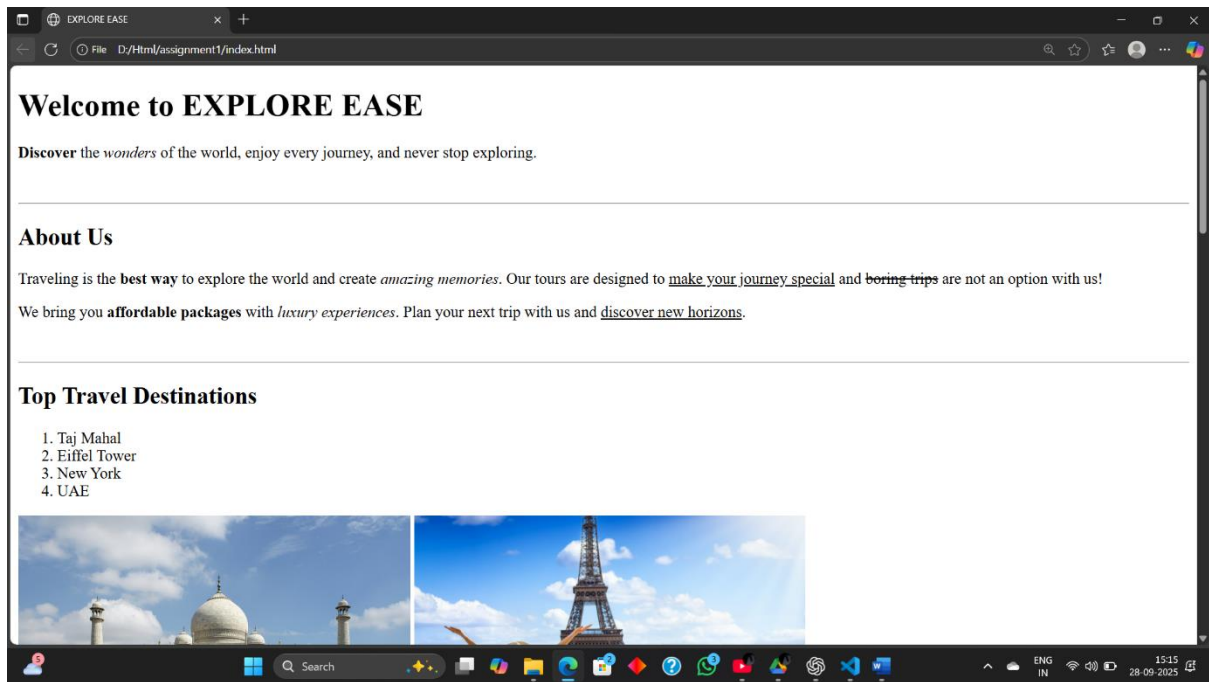 EXPLORE EASE
File D:/Html/assignment1/index.html
Welcome to EXPLORE EASE
Discover the wonders of the world, enjoy every journey, and never stop exploring.
About Us
Traveling is the best way to explore the world and create amazing memories. Our tours are designed to make your journey special and boring trips are not an option with us!
We bring you affordable packages with luxury experiences. Plan your next trip with us and discover new horizons.
Top Travel Destinations
1. Taj Mahal
2. Eiffel Tower
3. New York
4. UAE
5
Search
2
3
ENG
IN
15:15
28-09-2025